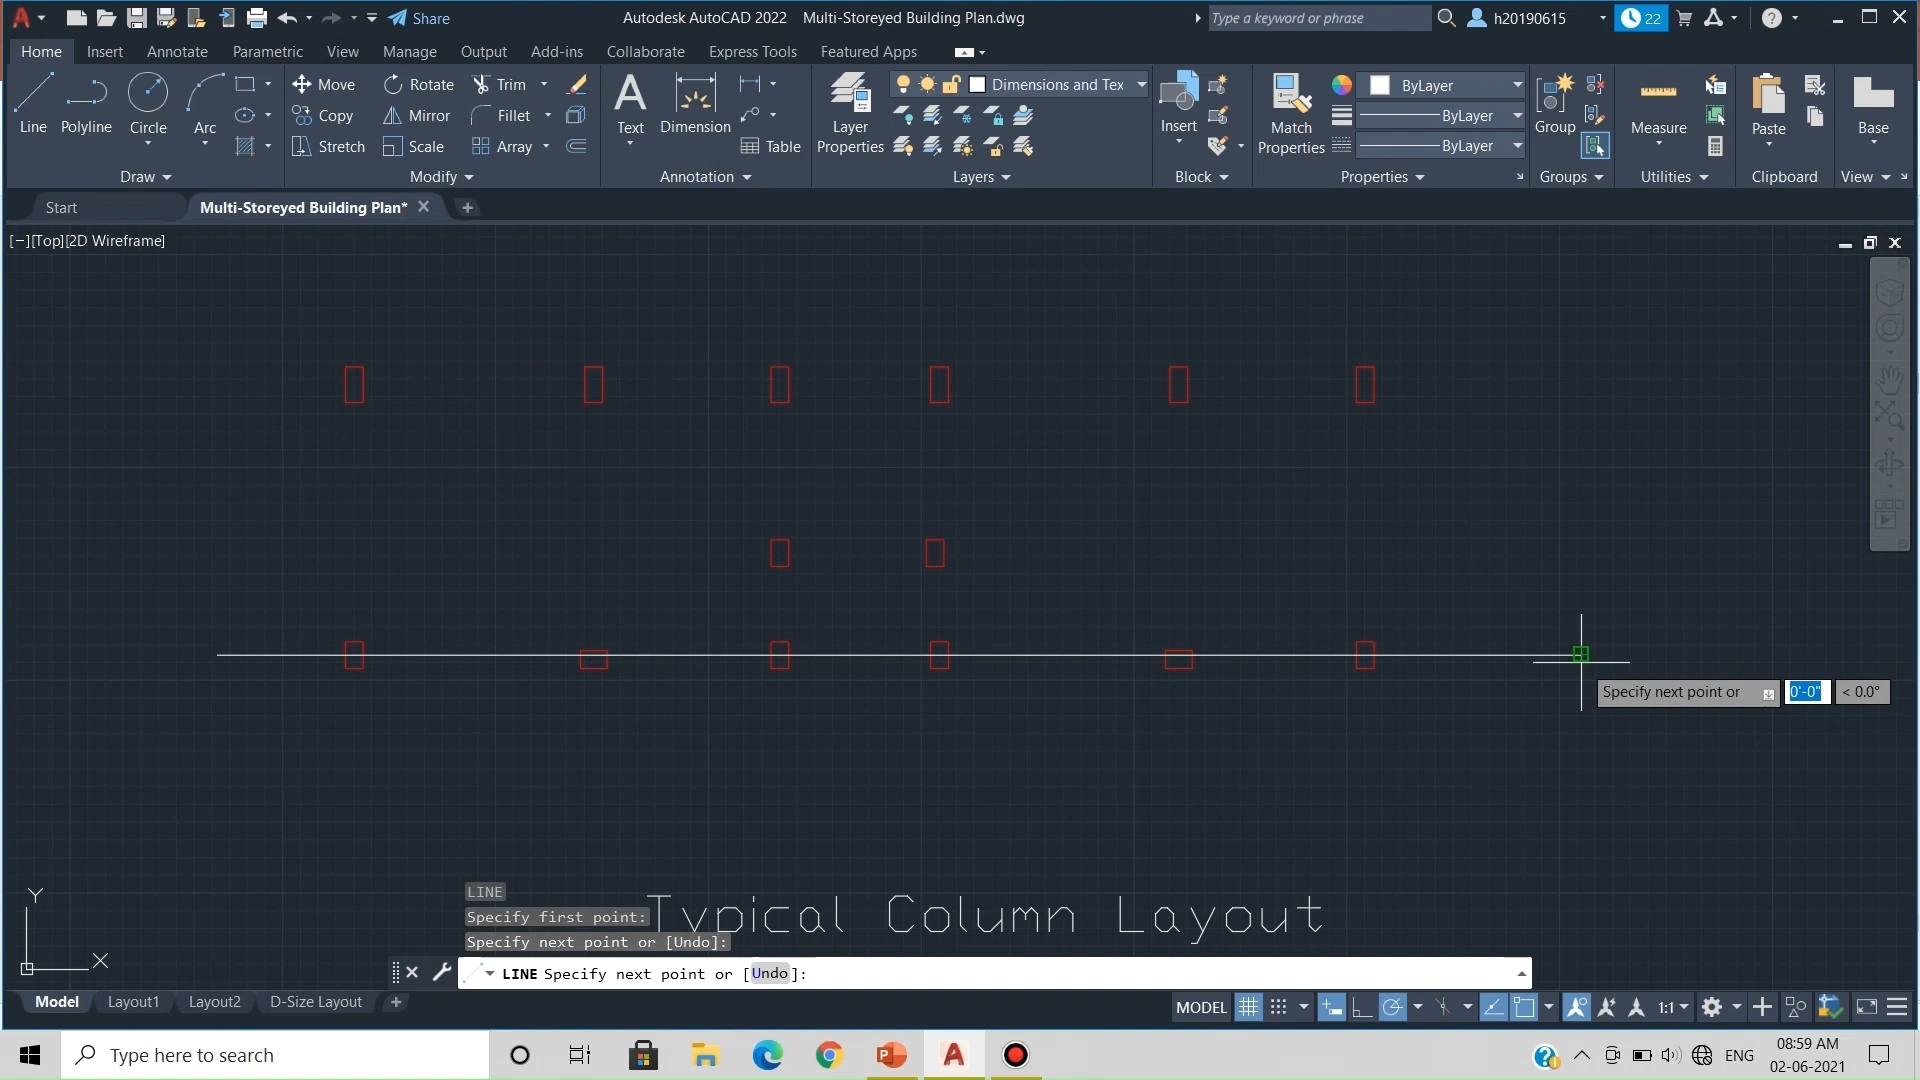 Share
Autodesk AutoCAD 2022 Multi-Storeyed Building Plan.dwg
Type a keyword or phrase
h20190615
22
Home Insert Annotate Parametric View Manage Output Add-ins Collaborate Express Tools Featured Apps
Line Polyline Circle Arc
Move Rotate Trim
Copy Mirror Fillet
Stretch Scale Array
Text Dimension Table
Layer Properties
Dimensions and Tex
Insert
Match Properties
ByLayer
ByLayer
ByLayer
Group Measure Paste Base
Draw Modify Annotation Layers Block Properties Groups Utilities Clipboard View
Start Multi-Storeyed Building Plan*
[−][Top][2D Wireframe]
Specify next point or 0'-0" < 0.0°
Y
X
Typical Column Layout
LINE
Specify first point:
Specify next point or [Undo]:
LINE Specify next point or [Undo]:
Model Layout1 Layout2 D-Size Layout
MODEL 1:1
Type here to search
ENG
08:59 AM
02-06-2021